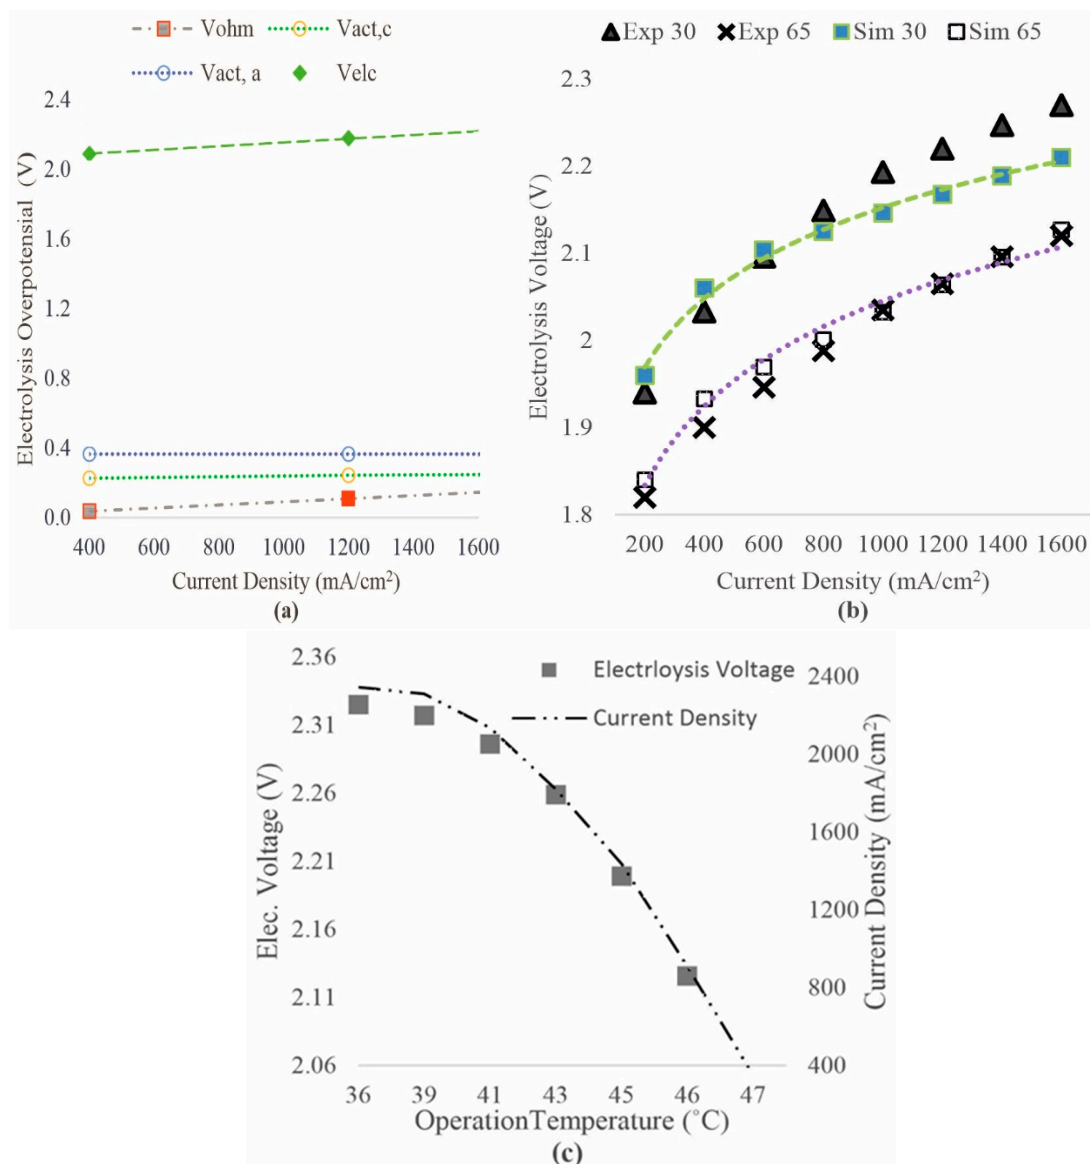 Vohm Vact,c
Vact, a Velc
Electrolysis Overpotensial (V)
2.4
2.0
1.6
1.2
0.8
0.4
0.0
400 600 800 1000 1200 1400 1600
Current Density (mA/cm²)
(a)
Exp 30 Exp 65 Sim 30 Sim 65
Electrolysis Voltage (V)
2.3
2.2
2.1
2
1.9
1.8
200 400 600 800 1000 1200 1400 1600
Current Density (mA/cm²)
(b)
Electrloysis Voltage
Current Density
Elec. Voltage (V)
2.36
2.31
2.26
2.21
2.16
2.11
2.06
2400
2000
1600
1200
800
400
Current Density (mA/cm²)
36 39 41 43 45 46 47
OperationTemperature (˚C)
(c)